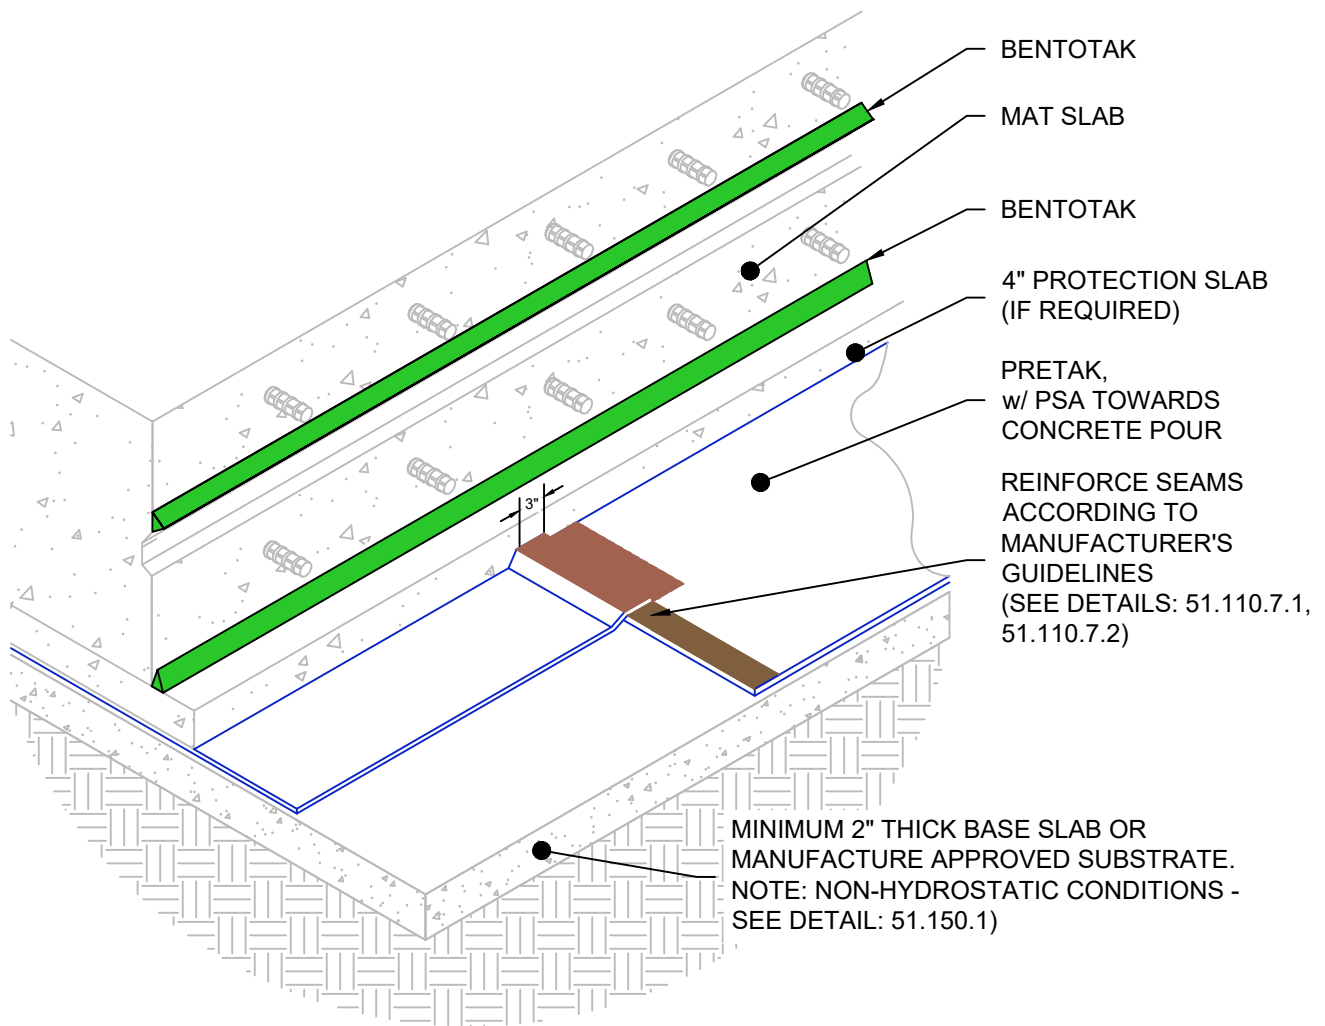 BENTOTAK
MAT SLAB
BENTOTAK
4" PROTECTION SLAB
(IF REQUIRED)
PRETAK,
w/ PSA TOWARDS
CONCRETE POUR
REINFORCE SEAMS
ACCORDING TO
MANUFACTURER'S
GUIDELINES
(SEE DETAILS: 51.110.7.1,
51.110.7.2)
3"
MINIMUM 2" THICK BASE SLAB OR
MANUFACTURE APPROVED SUBSTRATE.
NOTE: NON-HYDROSTATIC CONDITIONS -
SEE DETAIL: 51.150.1)